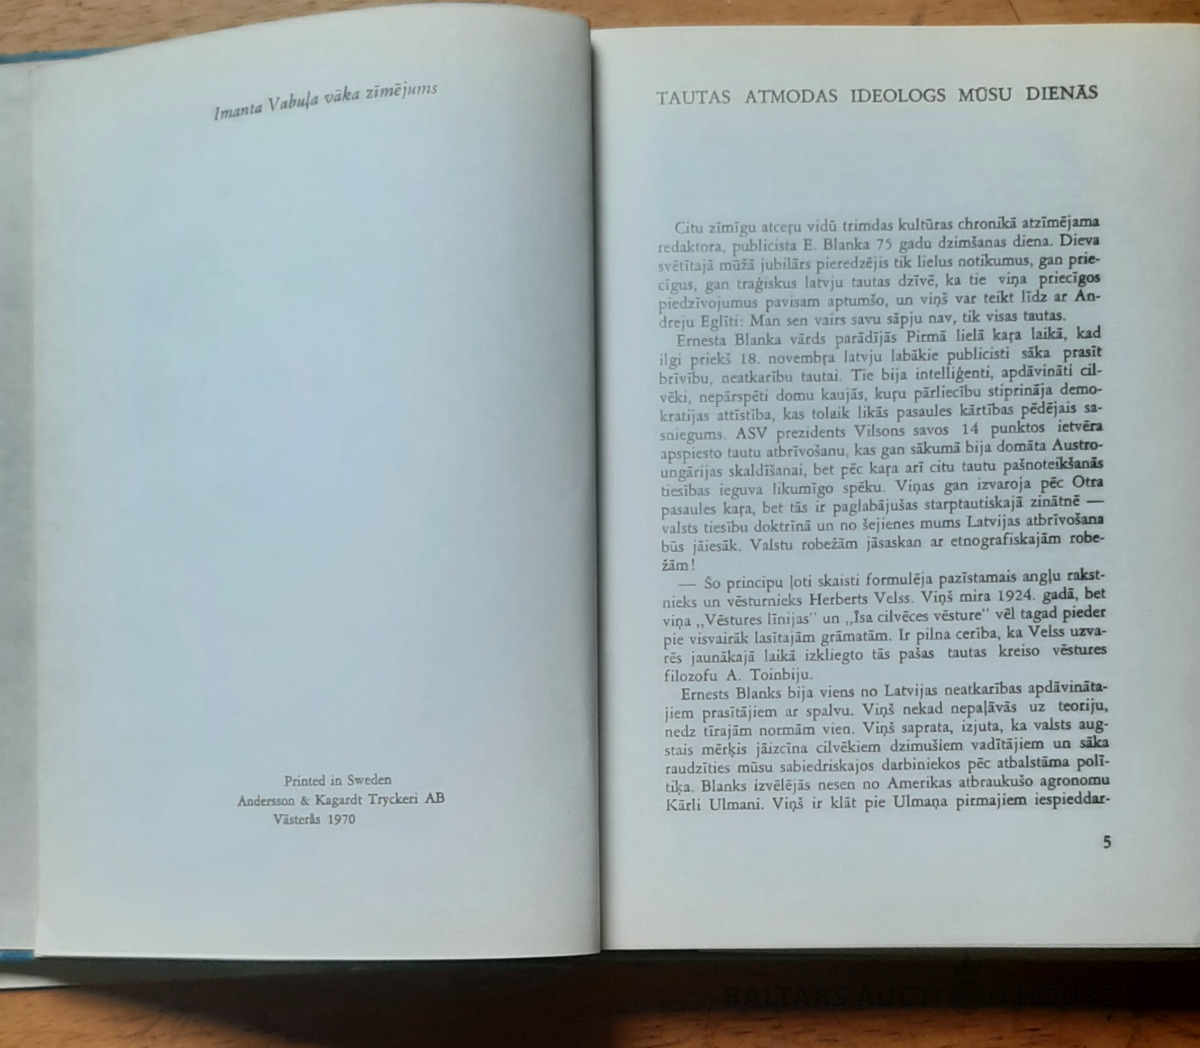 Imanta Vabuļa vāka zīmējums
Printed in Sweden
Andersson & Kagardt Tryckeri AB
Västerås 1970
TAUTAS ATMODAS IDEOLOGS MŪSU DIENĀS
Citu zīmīgu atceŗu vidū trimdas kultūras chronikā atzīmējama
redaktora, publicista E. Blanka 75 gadu dzimšanas diena. Dieva
svētītajā mūžā jubilārs pieredzējis tik lielus notikumus, gan prie-
cīgus, gan traģiskus latvju tautas dzīvē, ka tie viņa priecīgos
piedzīvojumus pavisam aptumšo, un viņš var teikt līdz ar An-
dreju Eglīti: Man sen vairs savu sāpju nav, tik visas tautas.
Ernesta Blanka vārds parādījās Pirmā lielā kaŗa laikā, kad
ilgi priekš 18. novembŗa latvju labākie publicisti sāka prasīt
brīvību, neatkarību tautai. Tie bija intelliģenti, apdāvināti cil-
vēki, nepārspēti domu kaujās, kuŗu pārliecību stiprināja demo-
kratijas attīstība, kas tolaik likās pasaules kārtības pēdējais sa-
sniegums. ASV prezidents Vilsons savos 14 punktos ietvēra
apspiesto tautu atbrīvošanu, kas gan sākumā bija domāta Austro-
ungārijas skaldīšanai, bet pēc kaŗa arī citu tautu pašnoteikšanās
tiesības ieguva likumīgo spēku. Viņas gan izvaroja pēc Otra
pasaules kaŗa, bet tās ir paglabājušas starptautiskajā zinātnē —
valsts tiesību doktrīnā un no šejienes mums Latvijas atbrīvošana
būs jāiesāk. Valstu robežām jāsaskan ar etnografiskajām robe-
žām!
— Šo principu ļoti skaisti formulēja pazīstamais angļu rakst-
nieks un vēsturnieks Herberts Velss. Viņš mira 1924. gadā, bet
viņa „Vēstures līnijas" un „Īsa cilvēces vēsture" vēl tagad pieder
pie visvairāk lasītajām grāmatām. Ir pilna cerība, ka Velss uzva-
rēs jaunākajā laikā izkliegto tās pašas tautas kreiso vēstures
filozofu A. Toinbiju.
Ernests Blanks bija viens no Latvijas neatkarības apdāvināta-
jiem prasītājiem ar spalvu. Viņš nekad nepaļāvās uz teoriju,
nedz tīrajām normām vien. Viņš saprata, izjuta, ka valsts aug-
stais mērķis jāizcīna cilvēkiem dzimušiem vadītājiem un sāka
raudzīties mūsu sabiedriskajos darbiniekos pēc atbalstāma polī-
tiķa. Blanks izvēlējās nesen no Amerikas atbraukušo agronomu
Kārli Ulmani. Viņš ir klāt pie Ulmaņa pirmajiem iespieddar-
5
BALTARS AUCTION HOUSE